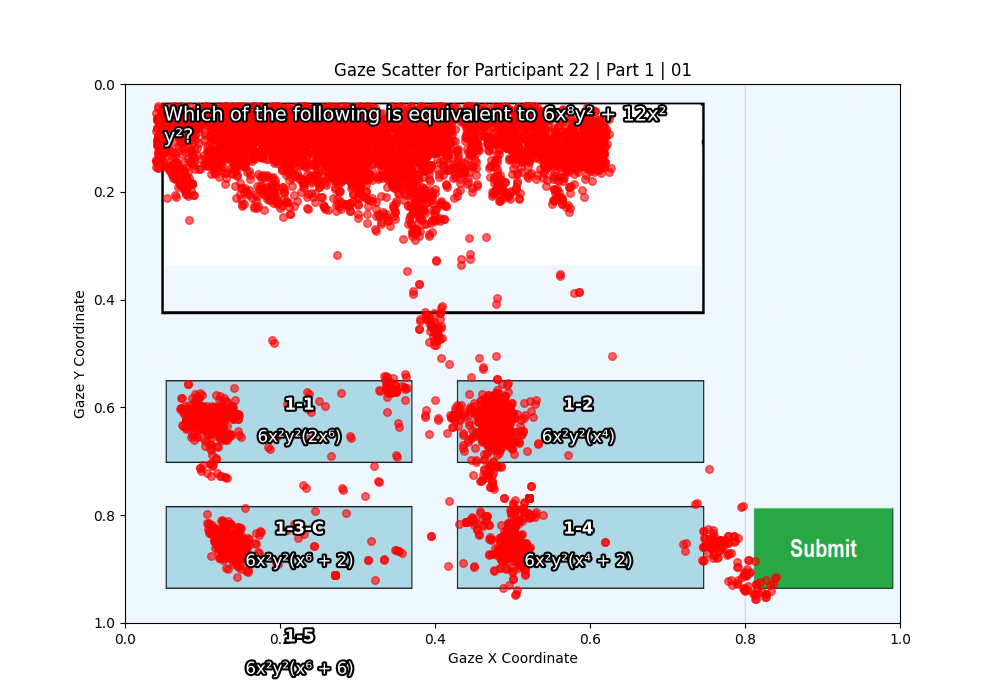 Gaze Scatter for Participant 22 | Part 1 | 01
Which of the following is equivalent to 6x⁸y² + 12x²
y²?
0.0
0.2
0.4
0.6
0.8
1.0
Gaze Y Coordinate
1-1
6x²y²(2x⁶)
1-2
6x²y²(x⁴)
1-3-C
6x²y²(x⁶ + 2)
1-4
6x²y²(x⁴ + 2)
Submit
0.0
0.2
0.4
0.6
0.8
1.0
1-5
6x²y²(x⁶ + 6)
Gaze X Coordinate